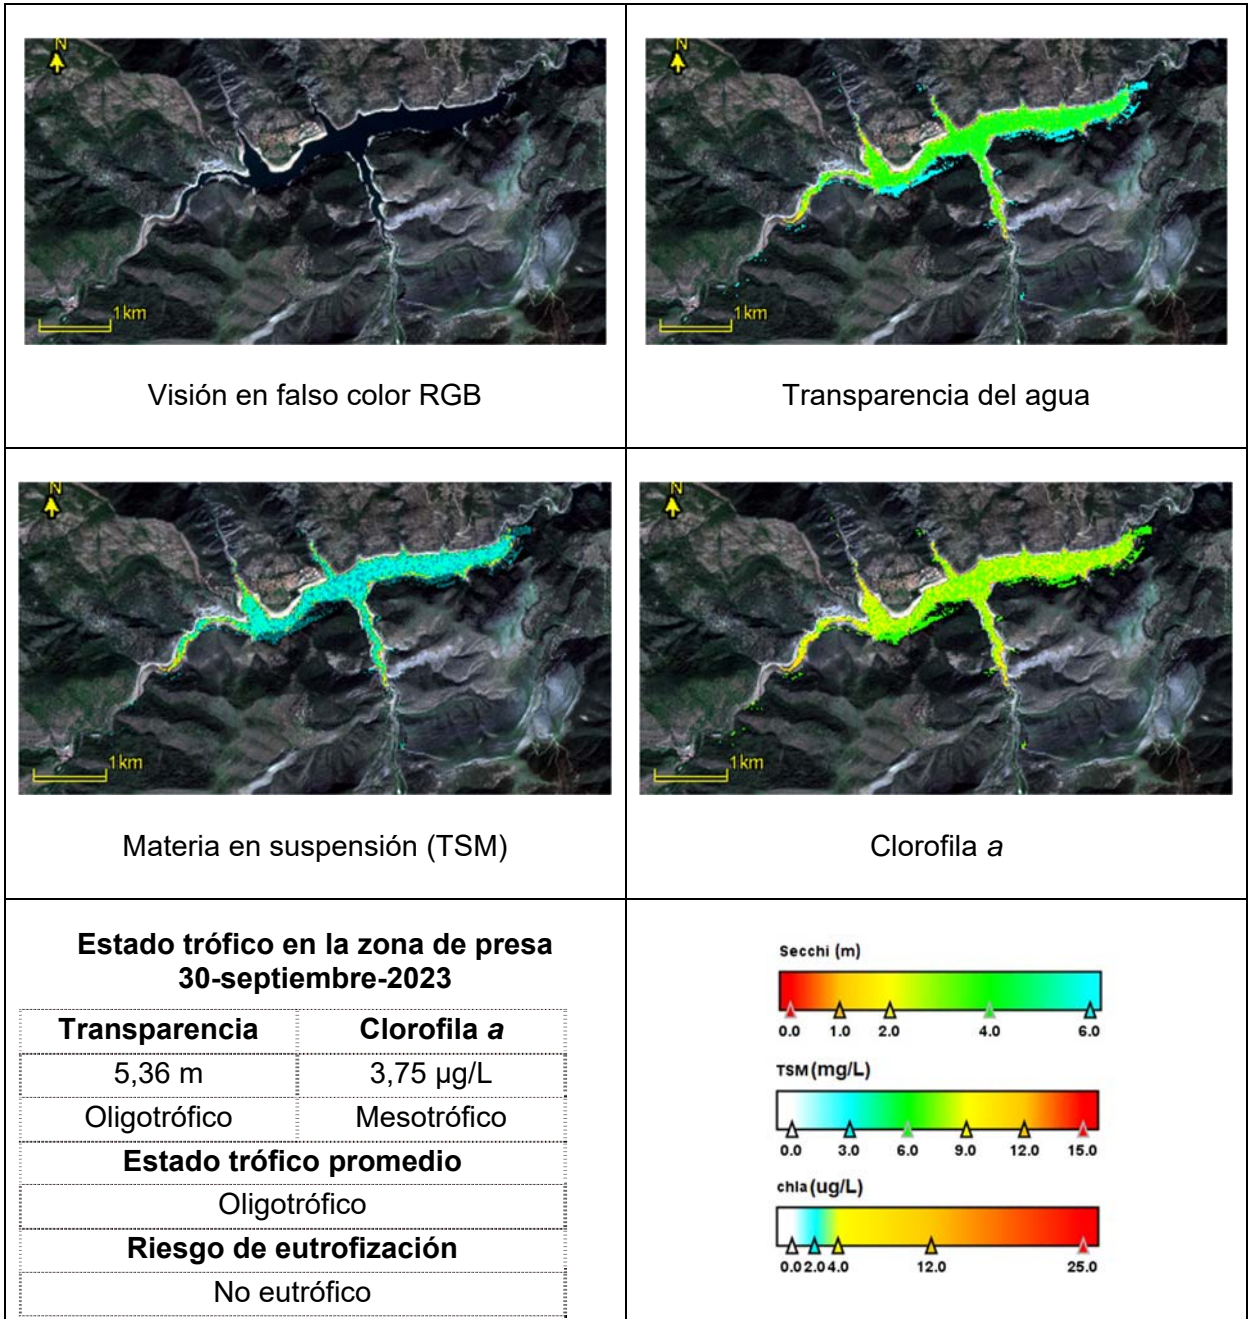 N
1km
Visión en falso color RGB
N
1km
Transparencia del agua
N
1km
Materia en suspensión (TSM)
N
1km
Clorofila a
Estado trófico en la zona de presa
30-septiembre-2023
Transparencia Clorofila a
5,36 m 3,75 µg/L
Oligotrófico Mesotrófico
Estado trófico promedio
Oligotrófico
Riesgo de eutrofización
No eutrófico
Secchi (m)
0.0 1.0 2.0 4.0 6.0
TSM (mg/L)
0.0 3.0 6.0 9.0 12.0 15.0
chla (ug/L)
0.0 2.0 4.0 12.0 25.0